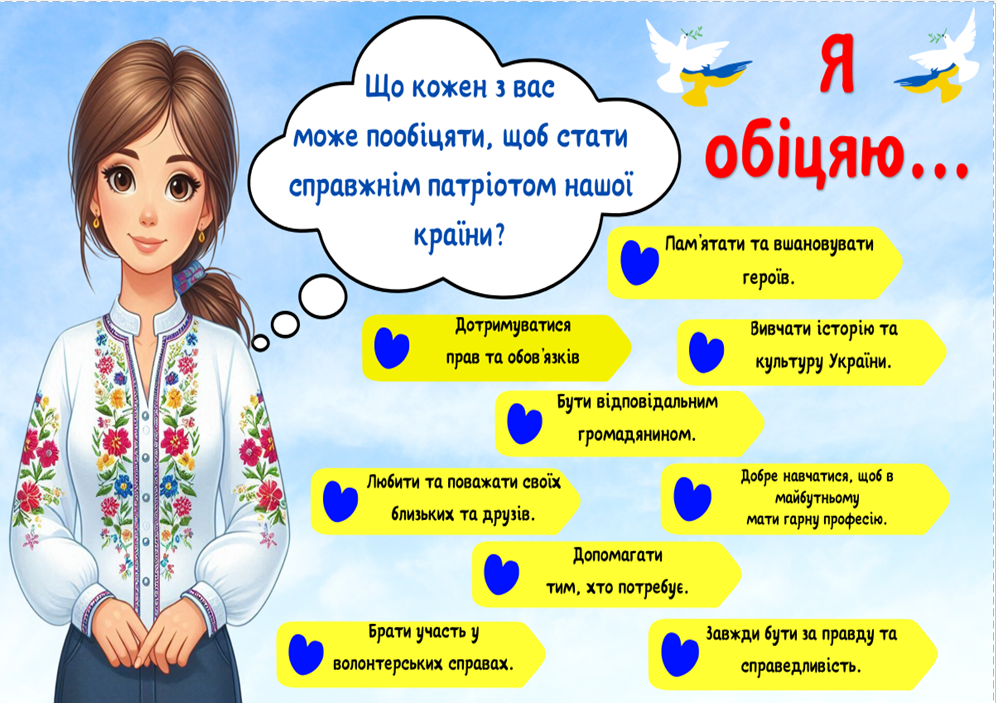 Що кожен з вас
може пообіцяти, щоб стати
справжнім патріотом нашої
країни?
Я
обіцяю...
Пам'ятати та вшановувати
героїв.
Дотримуватися
прав та обов'язків
Вивчати історію та
культуру України.
Бути відповідальним
громадянином.
Любити та поважати своїх
близьких та друзів.
Добре навчатися, щоб в
майбутньому
мати гарну професію.
Допомагати
тим, хто потребує.
Брати участь у
волонтерських справах.
Завжди бути за правду та
справедливість.